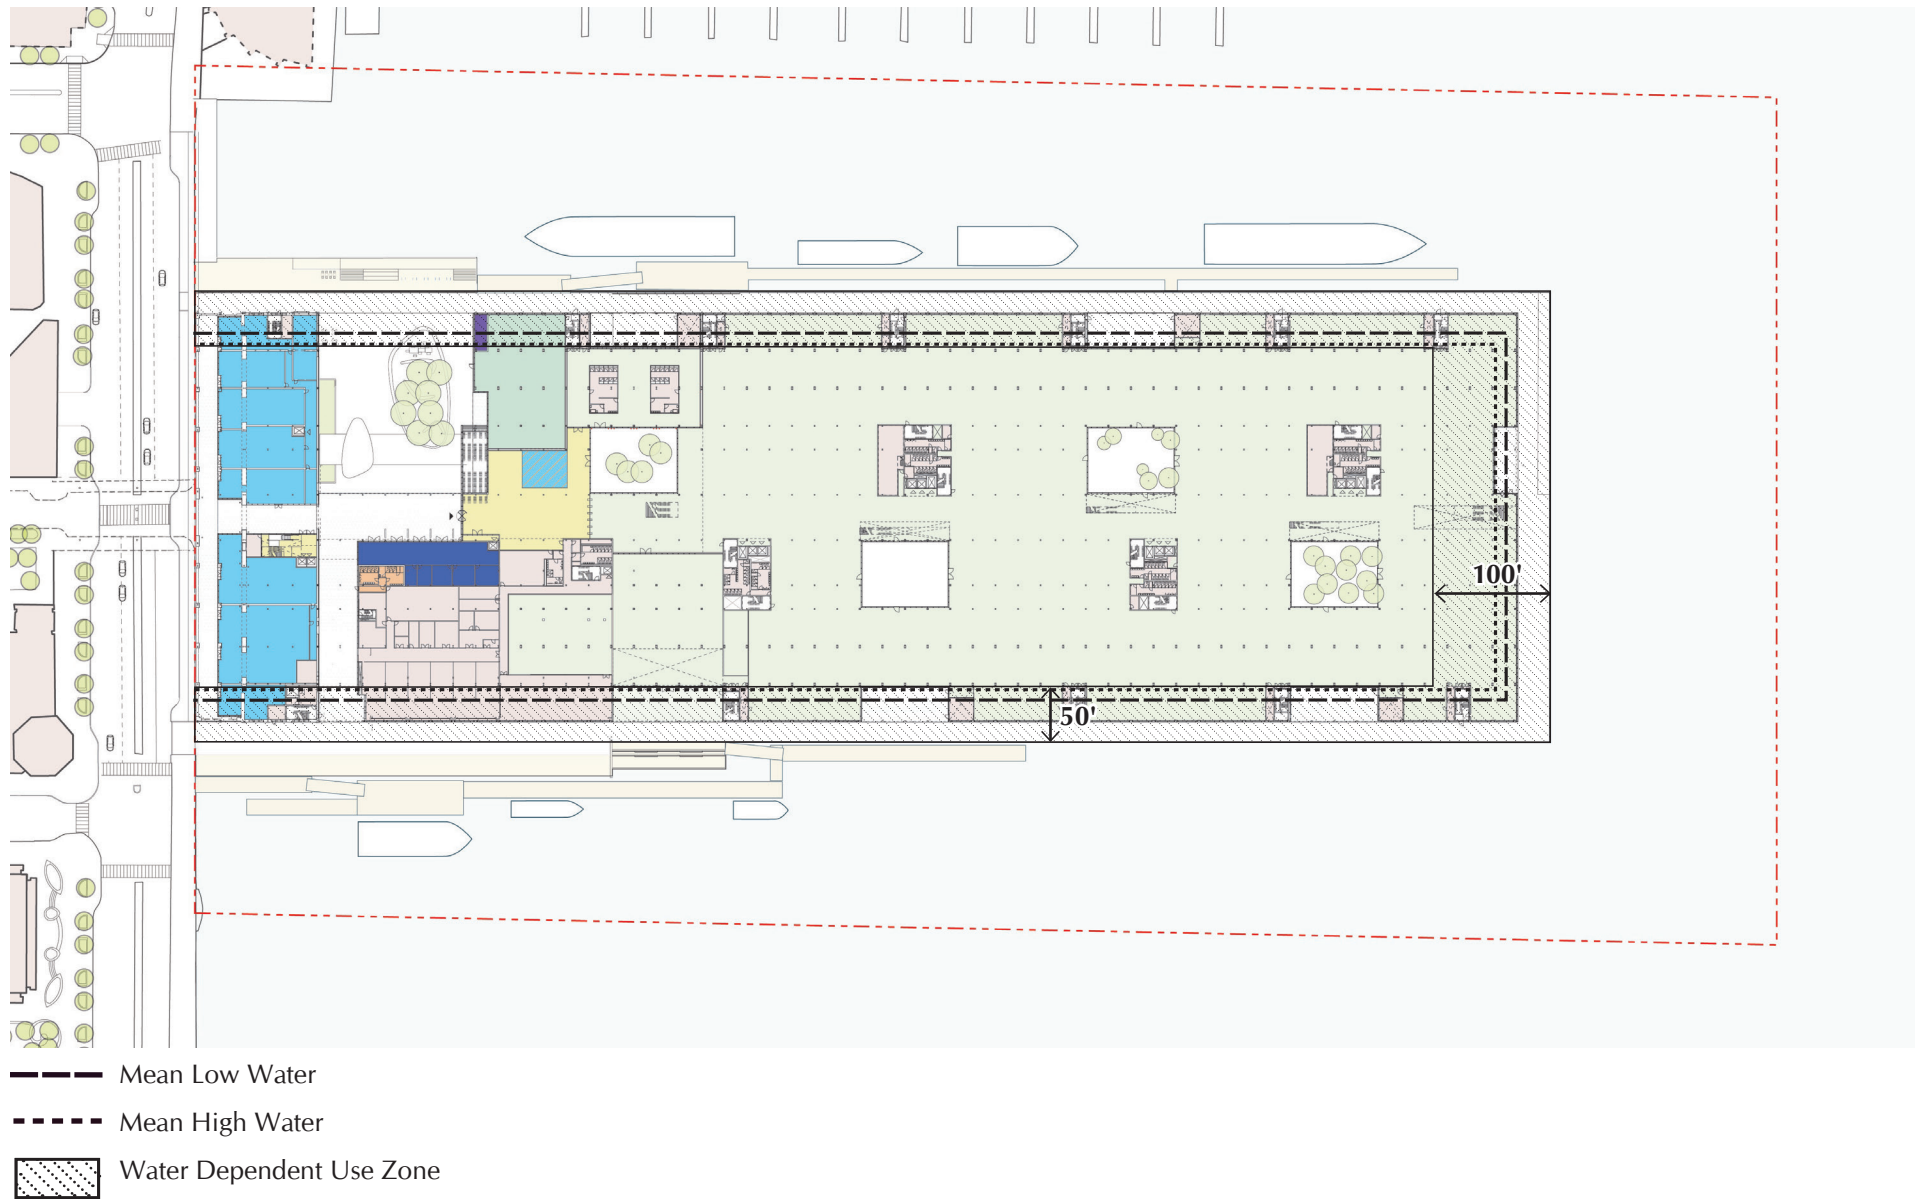 100'
50'
Mean Low Water
Mean High Water
Water Dependent Use Zone